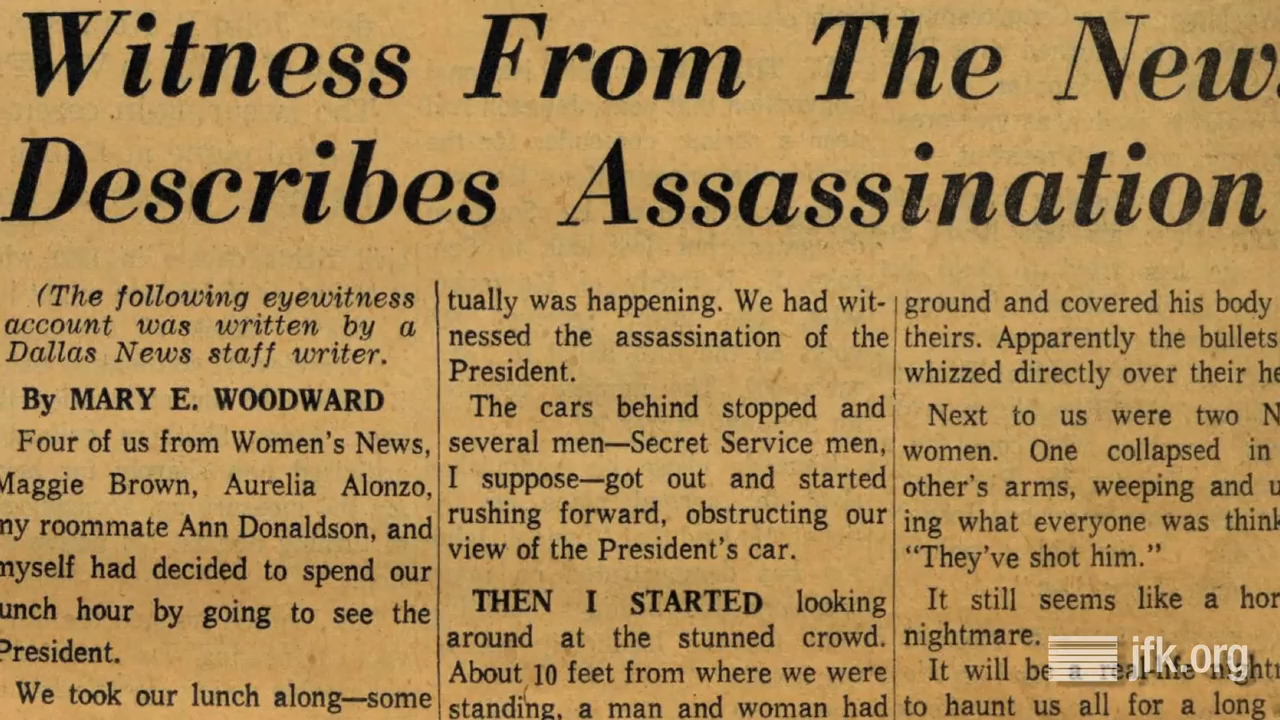 Witness From The News
Describes Assassination
(The following eyewitness
account was written by a
Dallas News staff writer.
By MARY E. WOODWARD
Four of us from Women's News,
Maggie Brown, Aurelia Alonzo,
my roommate Ann Donaldson, and
myself had decided to spend our
lunch hour by going to see the
President.
We took our lunch along—some
tually was happening. We had wit-
nessed the assassination of the
President.
The cars behind stopped and
several men—Secret Service men,
I suppose—got out and started
rushing forward, obstructing our
view of the President's car.
THEN I STARTED looking
around at the stunned crowd.
About 10 feet from where we were
standing, a man and woman had
ground and covered his body
theirs. Apparently the bullets
whizzed directly over their he
Next to us were two N
women. One collapsed in
other's arms, weeping and u
ing what everyone was think
"They've shot him."
It still seems like a hor
nightmare.
It will be a real-life nightm
to haunt us all for a long
jfk.org